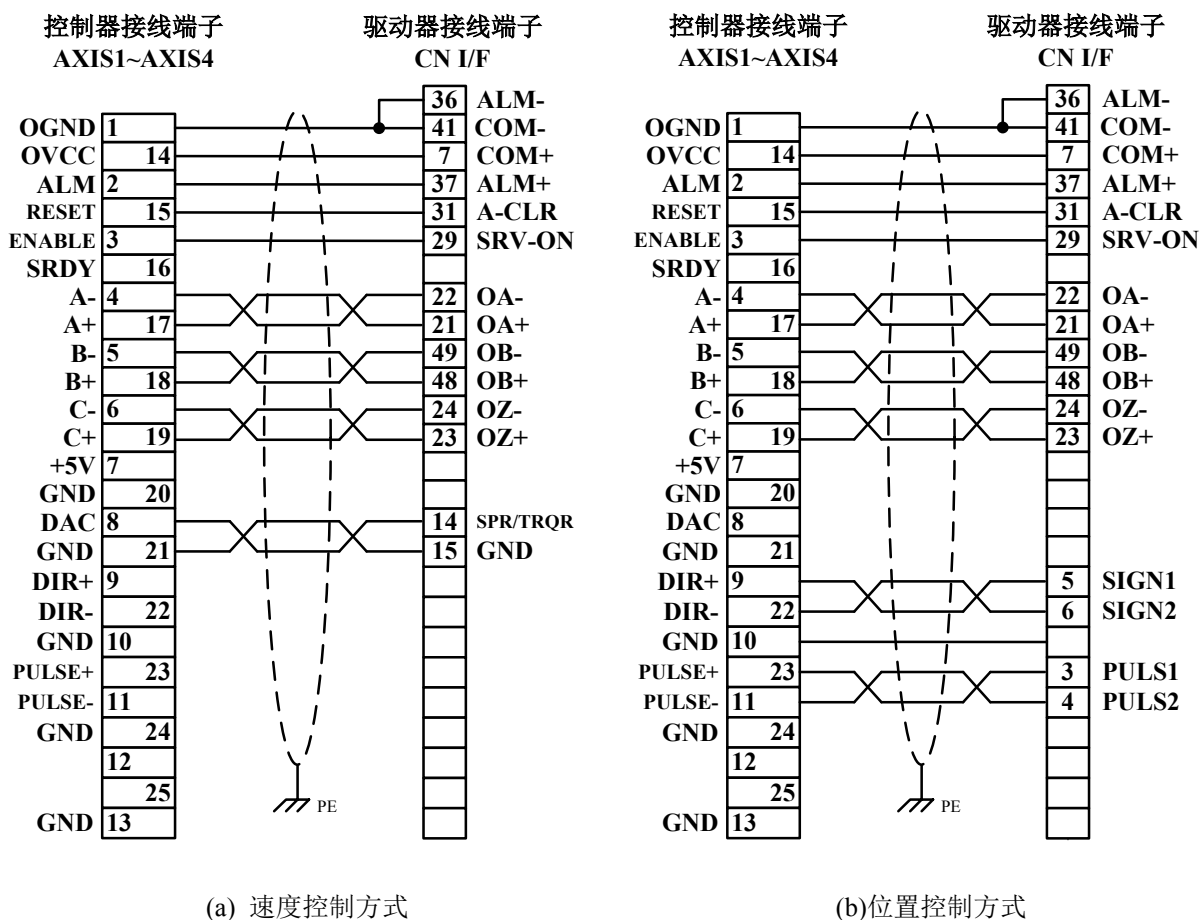 控制器接线端子 驱动器接线端子
AXIS1~AXIS4 CN I/F
36 ALM-
OGND 1 41 COM-
OVCC 14 7 COM+
ALM 2 37 ALM+
RESET 15 31 A-CLR
ENABLE 3 29 SRV-ON
SRDY 16
A- 4 22 OA-
A+ 17 21 OA+
B- 5 49 OB-
B+ 18 48 OB+
C- 6 24 OZ-
C+ 19 23 OZ+
+5V 7
GND 20
DAC 8 14 SPR/TRQR
GND 21 15 GND
DIR+ 9
DIR- 22
GND 10
PULSE+ 23
PULSE- 11
GND 24
12
25
GND 13
PE
(a) 速度控制方式
控制器接线端子 驱动器接线端子
AXIS1~AXIS4 CN I/F
36 ALM-
OGND 1 41 COM-
OVCC 14 7 COM+
ALM 2 37 ALM+
RESET 15 31 A-CLR
ENABLE 3 29 SRV-ON
SRDY 16
A- 4 22 OA-
A+ 17 21 OA+
B- 5 49 OB-
B+ 18 48 OB+
C- 6 24 OZ-
C+ 19 23 OZ+
+5V 7
GND 20
DAC 8
GND 21
DIR+ 9 5 SIGN1
DIR- 22 6 SIGN2
GND 10
PULSE+ 23 3 PULS1
PULSE- 11 4 PULS2
GND 24
12
25
GND 13
PE
(b)位置控制方式